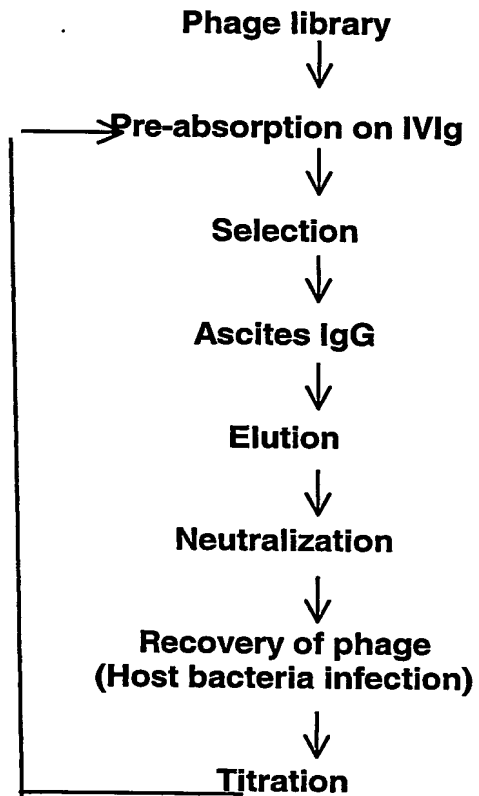 Phage library
Pre-absorption on IVIg
Selection
Ascites IgG
Elution
Neutralization
Recovery of phage
(Host bacteria infection)
Titration